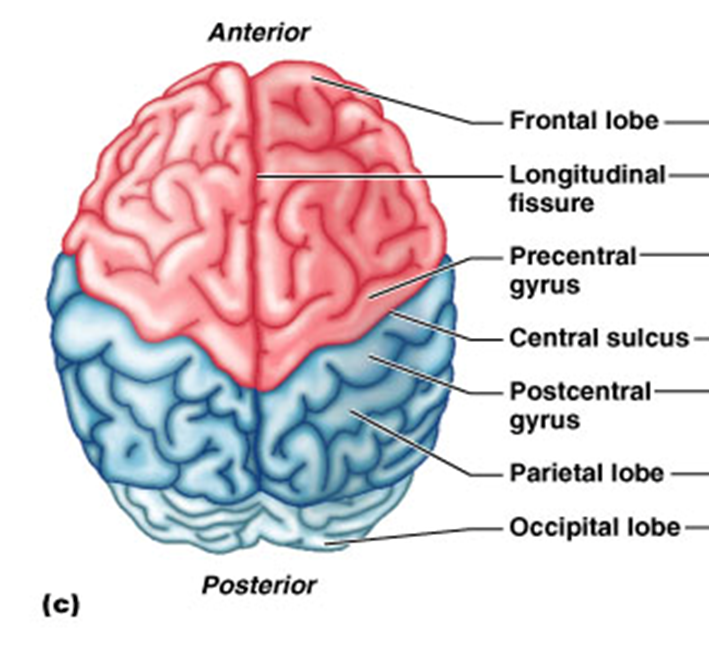 Anterior
Frontal lobe
Longitudinal
fissure
Precentral
gyrus
Central sulcus
Postcentral
gyrus
Parietal lobe
Occipital lobe
Posterior
(c)